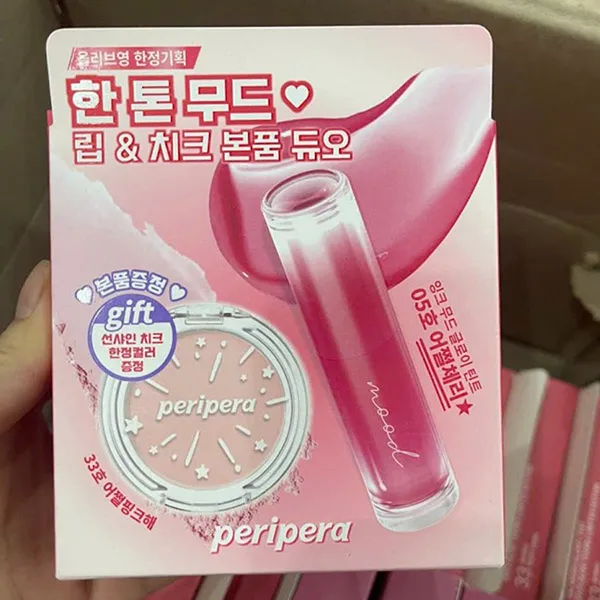 올리브영 한정기획
한 톤 무드♡
립 & 치크 본품 듀오
본품증정
gift
선샤인 치크
한정컬러
증정
peripera
33호 어쩔핑크해
mood
잉크 무드 글로이 틴트
05호 어쩔체리★
peripera
33